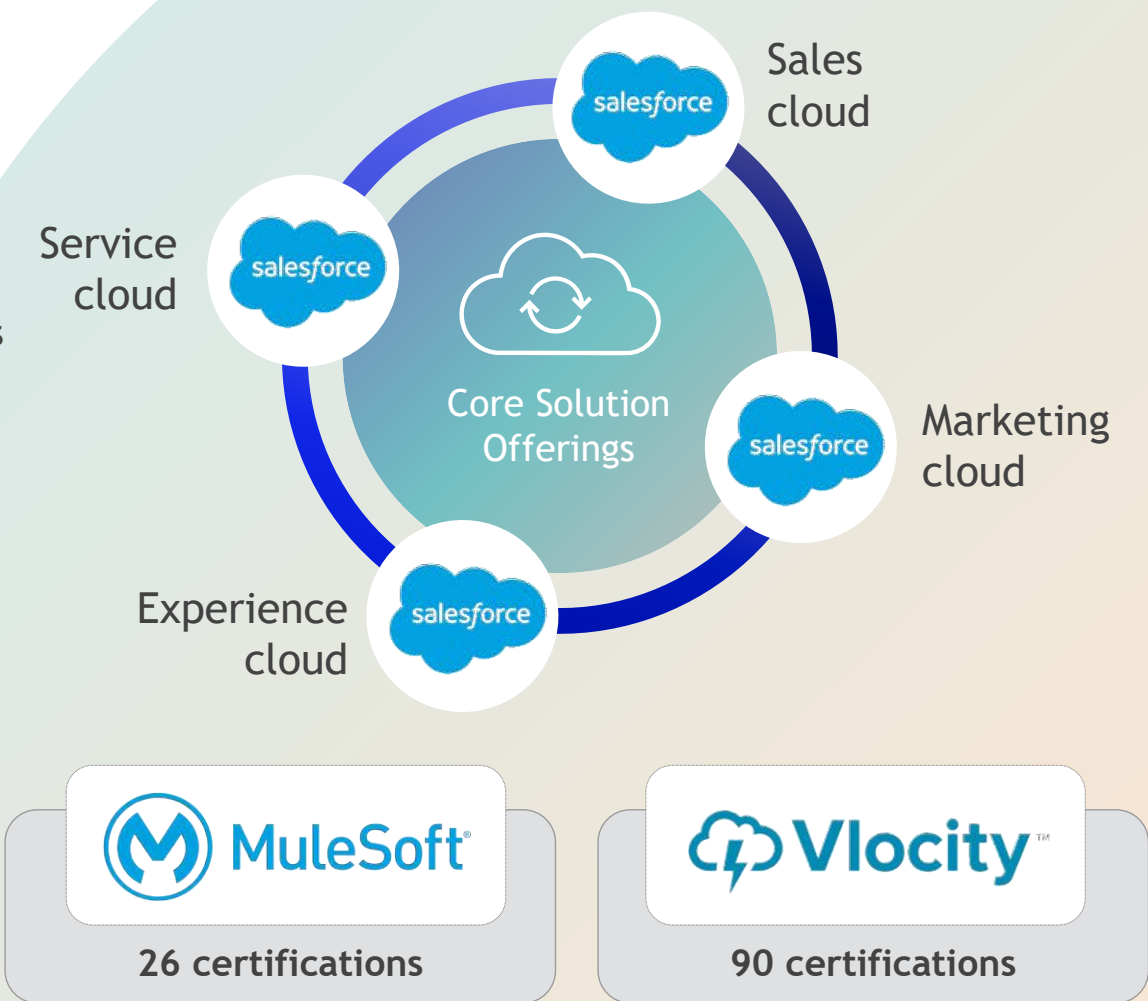 Sales
cloud
salesforce
Service
cloud
salesforce
s
Core Solution
Offerings
Marketing
cloud
salesforce
Experience
cloud
salesforce
MuleSoft®
Vlocity™
26 certifications
90 certifications